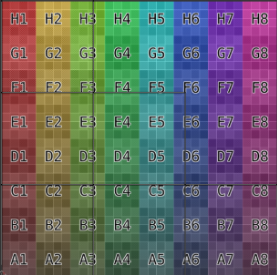 H1 H2 H3 H4 H5 H6 H7 H8
G1 G2 G3 G4 G5 G6 G7 G8
F1 F2 F3 F4 F5 F6 F7 F8
E1 E2 E3 E4 E5 E6 E7 E8
D1 D2 D3 D4 D5 D6 D7 D8
C1 C2 C3 C4 C5 C6 C7 C8
B1 B2 B3 B4 B5 B6 B7 B8
A1 A2 A3 A4 A5 A6 A7 A8